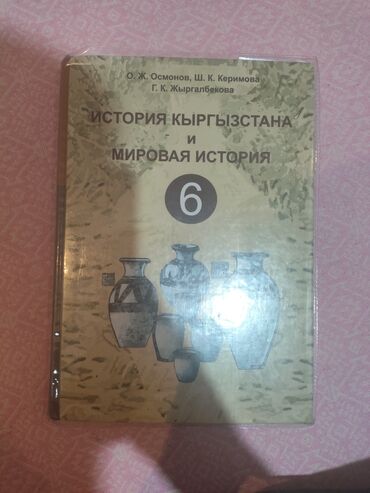 О. Ж. Осмонов, Ш. К. Керимова
Г. К. Жыргалбекова
ИСТОРИЯ КЫРГЫЗСТАНА
и
МИРОВАЯ ИСТОРИЯ
6